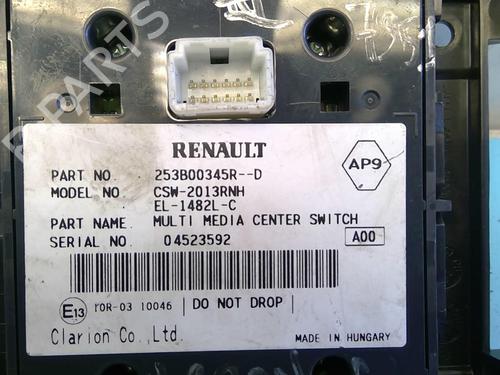 RENAULT
AP9
PART NO. 253B00345R--D
MODEL NO. CSW-2013RNH
EL-1482L-C
PART NAME. MULTI MEDIA CENTER SWITCH
SERIAL NO. 04523592
A00
E13 10R-03 10046 DO NOT DROP
Clarion Co., Ltd. MADE IN HUNGARY
B-PARTS